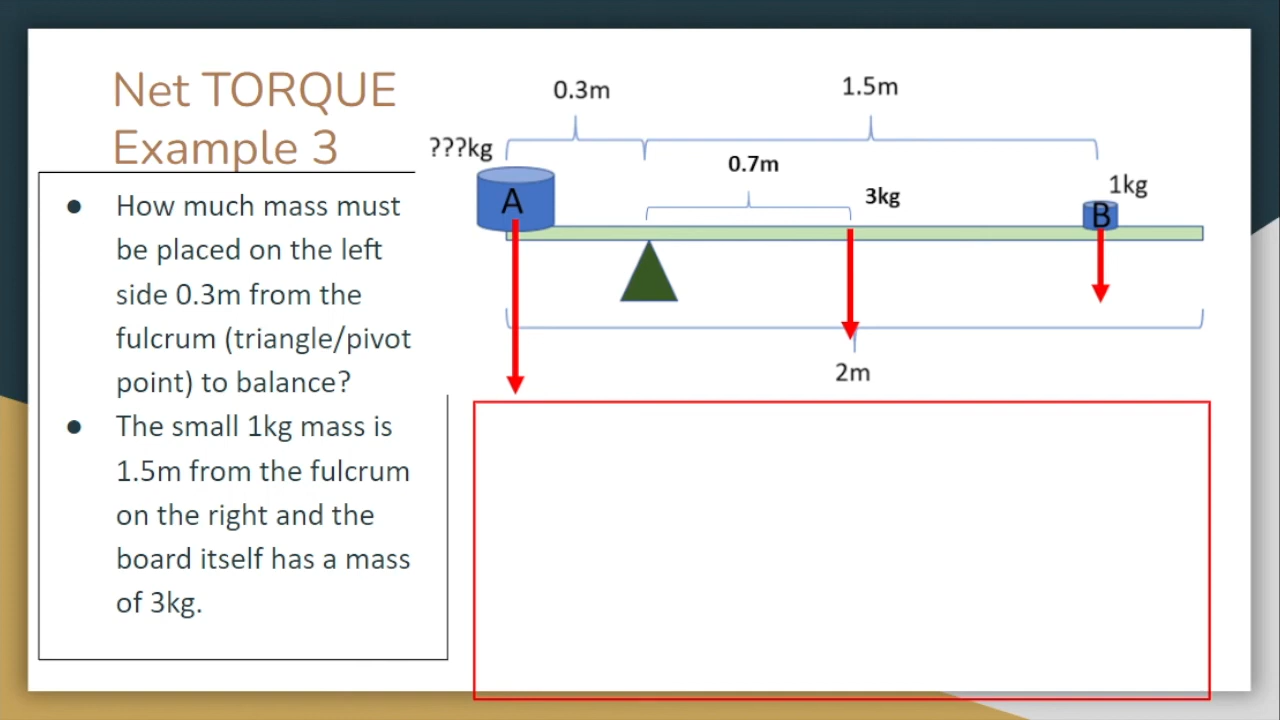 Net TORQUE
Example 3
● How much mass must
be placed on the left
side 0.3m from the
fulcrum (triangle/pivot
point) to balance?
● The small 1kg mass is
1.5m from the fulcrum
on the right and the
board itself has a mass
of 3kg.
0.3m
1.5m
???kg
0.7m
3kg
1kg
A
B
2m